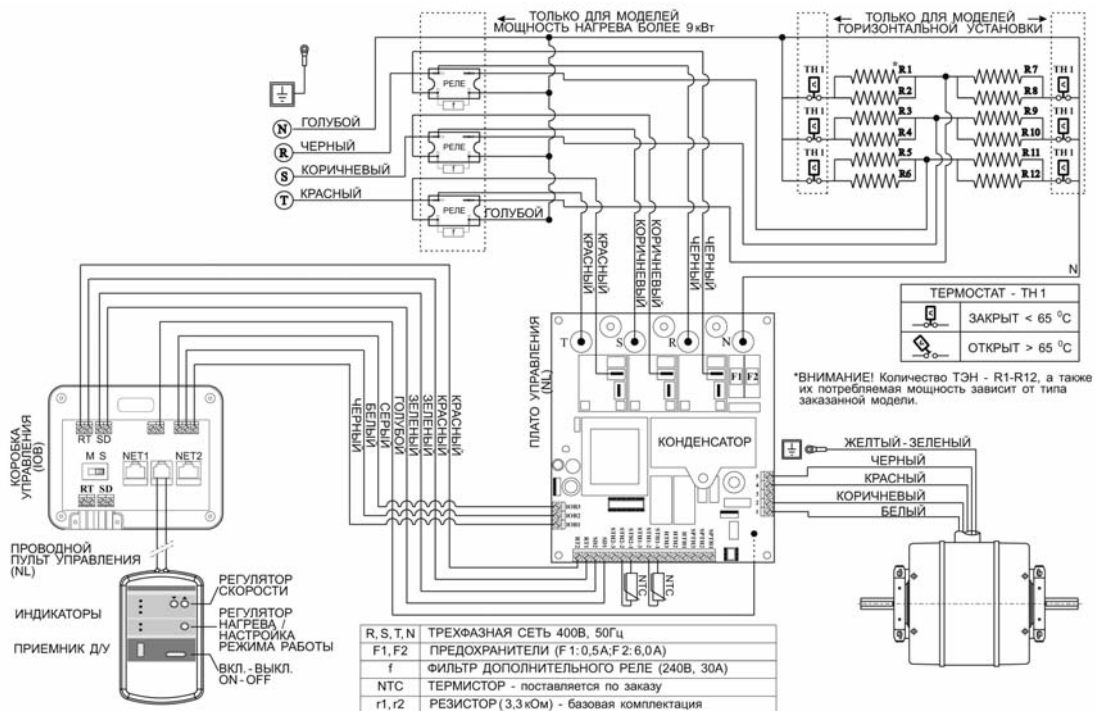 ТОЛЬКО ДЛЯ МОДЕЛЕЙ
МОЩНОСТЬ НАГРЕВА БОЛЕЕ 9 кВт
ТОЛЬКО ДЛЯ МОДЕЛЕЙ
ГОРИЗОНТАЛЬНОЙ УСТАНОВКИ
N ГОЛУБОЙ
R ЧЕРНЫЙ
S КОРИЧНЕВЫЙ
T КРАСНЫЙ
РЕЛЕ
f
РЕЛЕ
f
РЕЛЕ
f
ГОЛУБОЙ
TH 1
TH 1
TH 1
*R1
R2
R3
R4
R5
R6
R7
R8
R9
R10
R11
R12
TH 1
TH 1
TH 1
КРАСНЫЙ
КРАСНЫЙ
КОРИЧНЕВЫЙ
КОРИЧНЕВЫЙ
ЧЕРНЫЙ
ЧЕРНЫЙ
N
ТЕРМОСТАТ - TH 1
ЗАКРЫТ < 65 ⁰C
ОТКРЫТ > 65 ⁰C
*ВНИМАНИЕ! Количество ТЭН - R1-R12, а также
их потребляемая мощность зависит от типа
заказанной модели.
ПЛАТО УПРАВЛЕНИЯ
(NL)
T
S
R
N
F1
F2
КОНДЕНСАТОР
ЧЕРНЫЙ
БЕЛЫЙ
СЕРЫЙ
ГОЛУБОЙ
ЗЕЛЕНЫЙ
ЗЕЛЕНЫЙ
КРАСНЫЙ
КРАСНЫЙ
КОРОБКА
УПРАВЛЕНИЯ
(IOB)
RT SD
M S
NET1
NET2
RT SD
NTC
NTC
ЖЕЛТЫЙ - ЗЕЛЕНЫЙ
ЧЕРНЫЙ
КРАСНЫЙ
КОРИЧНЕВЫЙ
БЕЛЫЙ
ПРОВОДНОЙ
ПУЛЬТ УПРАВЛЕНИЯ
(NL)
ИНДИКАТОРЫ
ПРИЕМНИК Д/У
РЕГУЛЯТОР
СКОРОСТИ
РЕГУЛЯТОР
НАГРЕВА /
НАСТРОЙКА
РЕЖИМА РАБОТЫ
ВКЛ. - ВЫКЛ.
ON - OFF
R, S, T, N ТРЕХФАЗНАЯ СЕТЬ 400В, 50Гц
F1, F2 ПРЕДОХРАНИТЕЛИ (F 1: 0,5А; F 2: 6,0А)
f ФИЛЬТР ДОПОЛНИТЕЛЬНОГО РЕЛЕ (240В, 30А)
NTC ТЕРМИСТОР - поставляется по заказу
r1, r2 РЕЗИСТОР (3,3 кОм) - базовая комплектация